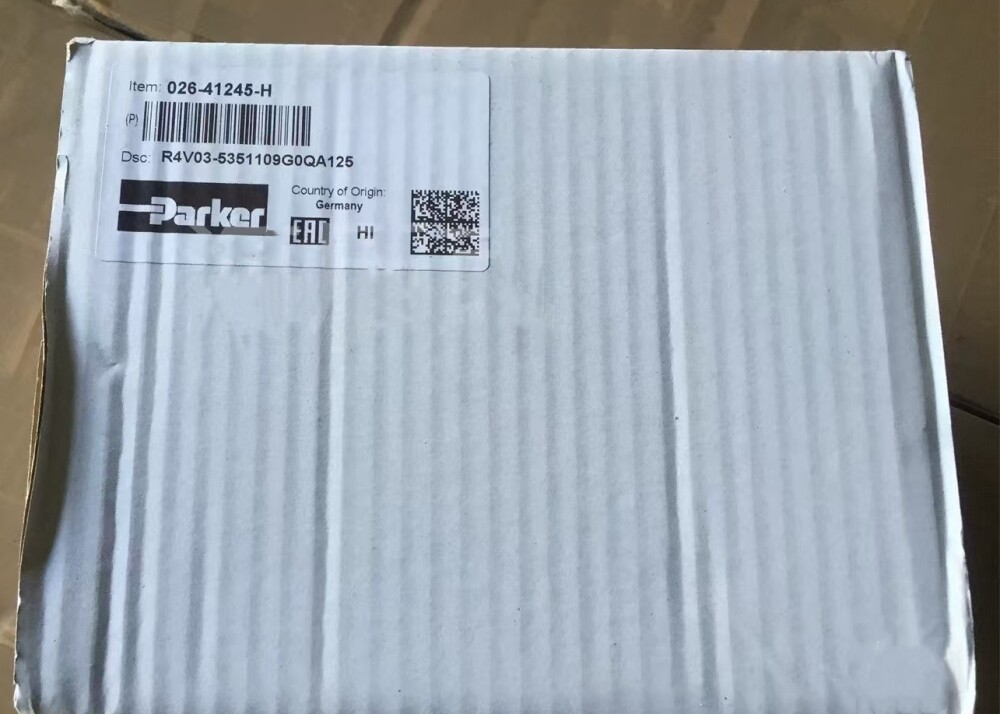 Item: 026-41245-H
(P)
Dsc: R4V03-5351109G0QA125
Parker
Country of Origin:
Germany
EAC HI